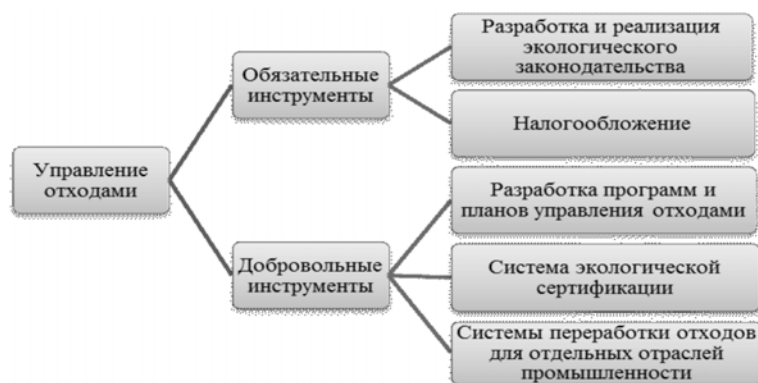 Управление
отходами
Обязательные
инструменты
Разработка и реализация
экологического
законодательства
Налогообложение
Добровольные
инструменты
Разработка программ и
планов управления отходами
Система экологической
сертификации
Системы переработки отходов
для отдельных отраслей
промышленности